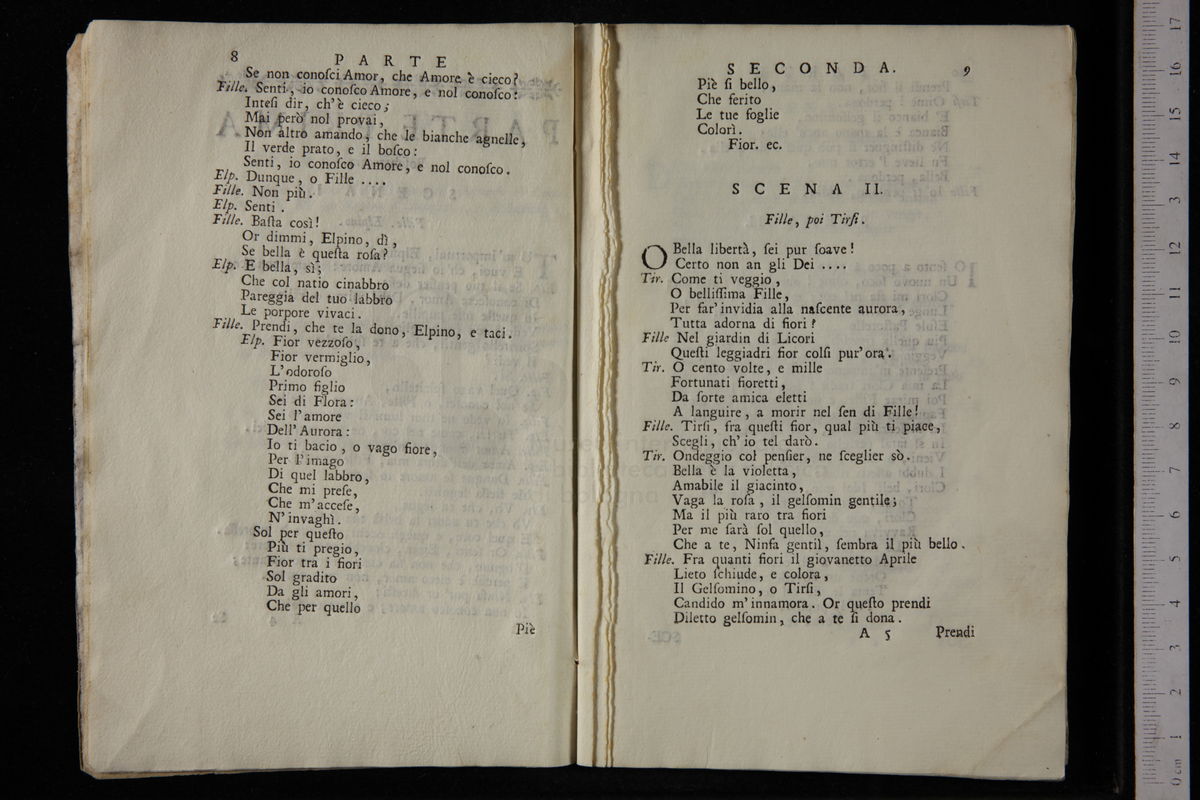 8 PARTE
Se non conoſci Amor, che Amore è cieco?
Fille. Senti, io conoſco Amore, e nol conoſco:
Inteſi dir, ch'è cieco;
Mai però nol provai,
Non altro amando, che le bianche agnelle,
Il verde prato, e il boſco:
Senti, io conoſco Amore, e nol conoſco.
Elp. Dunque, o Fille ....
Fille. Non più.
Elp. Senti.
Fille. Baſta così!
Or dimmi, Elpino, dì,
Se bella è queſta roſa?
Elp. E bella, sì;
Che col natio cinabbro
Pareggia del tuo labbro
Le porpore vivaci.
Fille. Prendi, che te la dono, Elpino, e taci.
Elp. Fior vezzoſo,
Fior vermiglio,
L'odoroſo
Primo figlio
Sei di Flora:
Sei l'amore
Dell'Aurora:
Io ti bacio, o vago fiore,
Per l'imago
Di quel labbro,
Che mi preſe,
Che m'acceſe,
N'invaghì.
Sol per queſto
Più ti pregio,
Fior tra i fiori
Sol gradito
Da gli amori,
Che per quello
Piè
SECONDA. 9
Piè ſi bello,
Che ferito
Le tue foglie
Colorì.
Fior. ec.
SCENA II.
Fille, poi Tirſi.
O Bella libertà, ſei pur ſoave!
Certo non an gli Dei ....
Tir. Come ti veggio,
O belliſſima Fille,
Per far' invidia alla naſcente aurora,
Tutta adorna di fiori?
Fille Nel giardin di Licori
Queſti leggiadri fior colſi pur' ora.
Tir. O cento volte, e mille
Fortunati fioretti,
Da ſorte amica eletti
A languire, a morir nel ſen di Fille!
Fille. Tirſi, fra queſti fior, qual più ti piace,
Scegli, ch'io tel darò.
Tir. Ondeggio col penſier, ne ſceglier sò.
Bella è la violetta,
Amabile il giacinto,
Vaga la roſa, il gelſomin gentile;
Ma il più raro tra fiori
Per me ſarà ſol quello,
Che a te, Ninfa gentil, ſembra il più bello.
Fille. Fra quanti fiori il giovanetto Aprile
Lieto ſchiude, e colora,
Il Gelſomino, o Tirſi,
Candido m'innamora. Or queſto prendi
Diletto gelſomin, che a te ſi dona.
A 5 Prendi